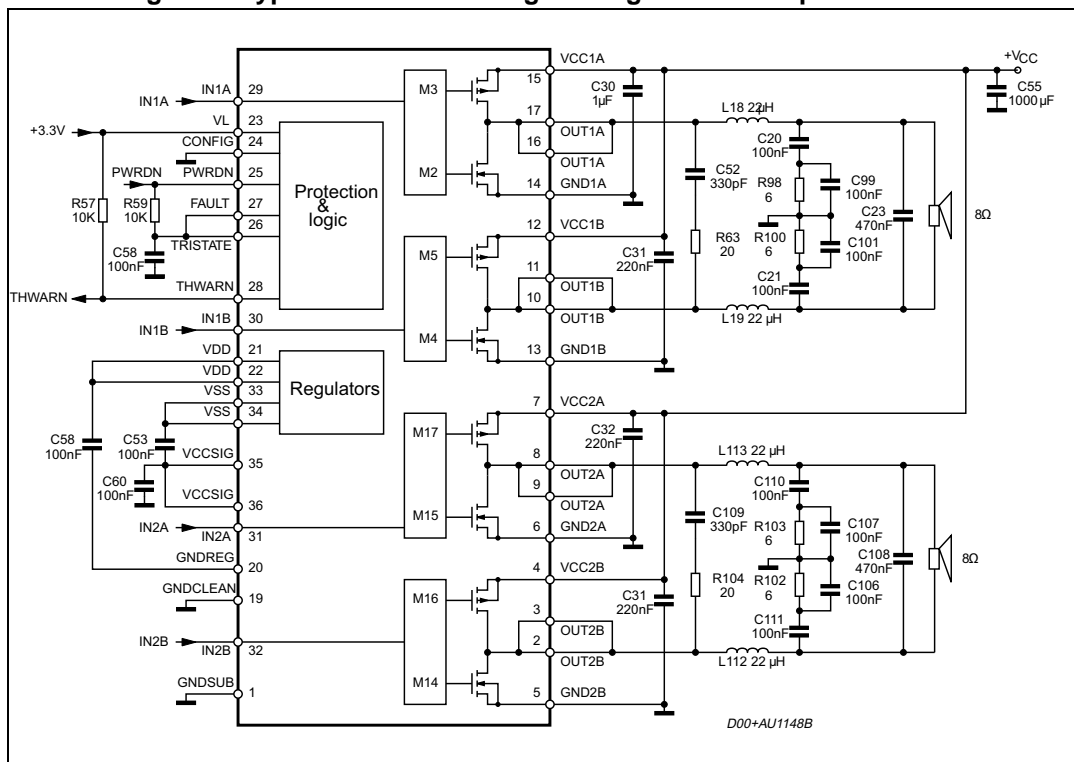 +VCC
VCC1A
15
C30
1µF
C55
1000 µF
M3
IN1A
IN1A
29
17
OUT1A
16
OUT1A
L18 22µH
+3.3V
VL
23
CONFIG
24
PWRDN
PWRDN
25
R57
10K
R59
10K
FAULT
27
26
TRISTATE
C58
100nF
THWARN
THWARN
28
Protection
&
logic
M2
14
GND1A
C20
100nF
C52
330pF
R98
6
C99
100nF
C23
470nF
8Ω
R63
20
R100
6
C101
100nF
C21
100nF
12
VCC1B
M5
C31
220nF
11
OUT1B
10
OUT1B
L19 22 µH
IN1B
IN1B
30
M4
13
GND1B
VDD
21
VDD
22
VSS
33
VSS
34
Regulators
C58
100nF
C53
100nF
VCCSIG
35
C60
100nF
VCCSIG
36
7
VCC2A
M17
C32
220nF
8
OUT2A
9
OUT2A
L113 22 µH
IN2A
IN2A
31
M15
6
GND2A
C110
100nF
C109
330pF
R103
6
C107
100nF
C108
470nF
8Ω
R104
20
R102
6
C106
100nF
C111
100nF
GNDREG
20
GNDCLEAN
19
4
VCC2B
M16
C31
220nF
3
OUT2B
2
OUT2B
L112 22 µH
IN2B
IN2B
32
M14
5
GND2B
GNDSUB
1
D00+AU1148B